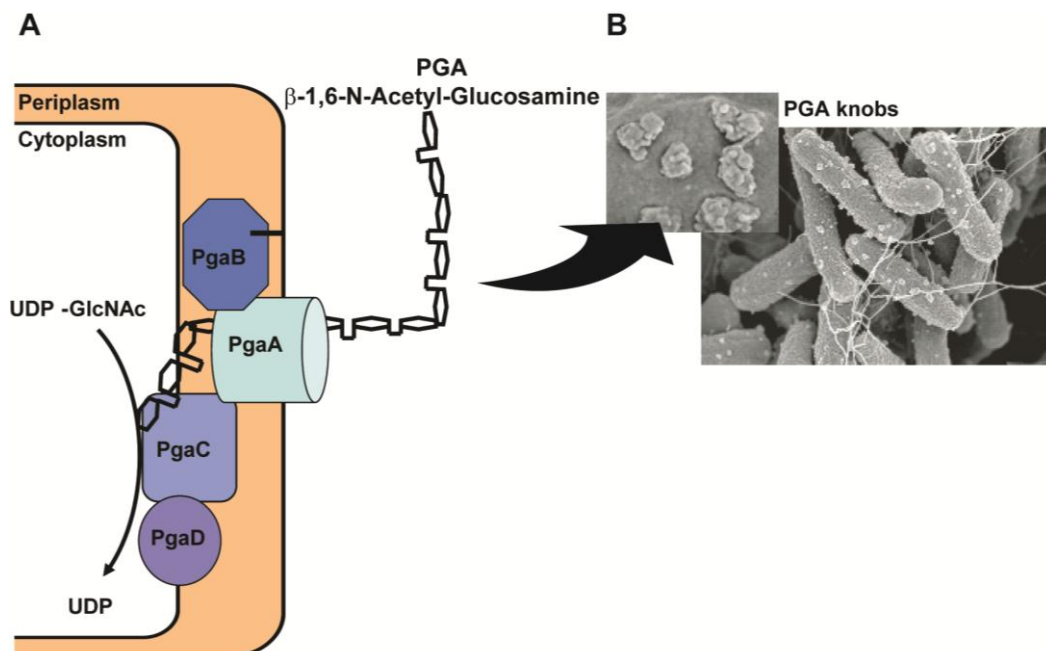 A
B
PGA
β-1,6-N-Acetyl-Glucosamine
PGA knobs
Periplasm
Cytoplasm
PgaB
UDP -GlcNAc
PgaA
PgaC
PgaD
UDP